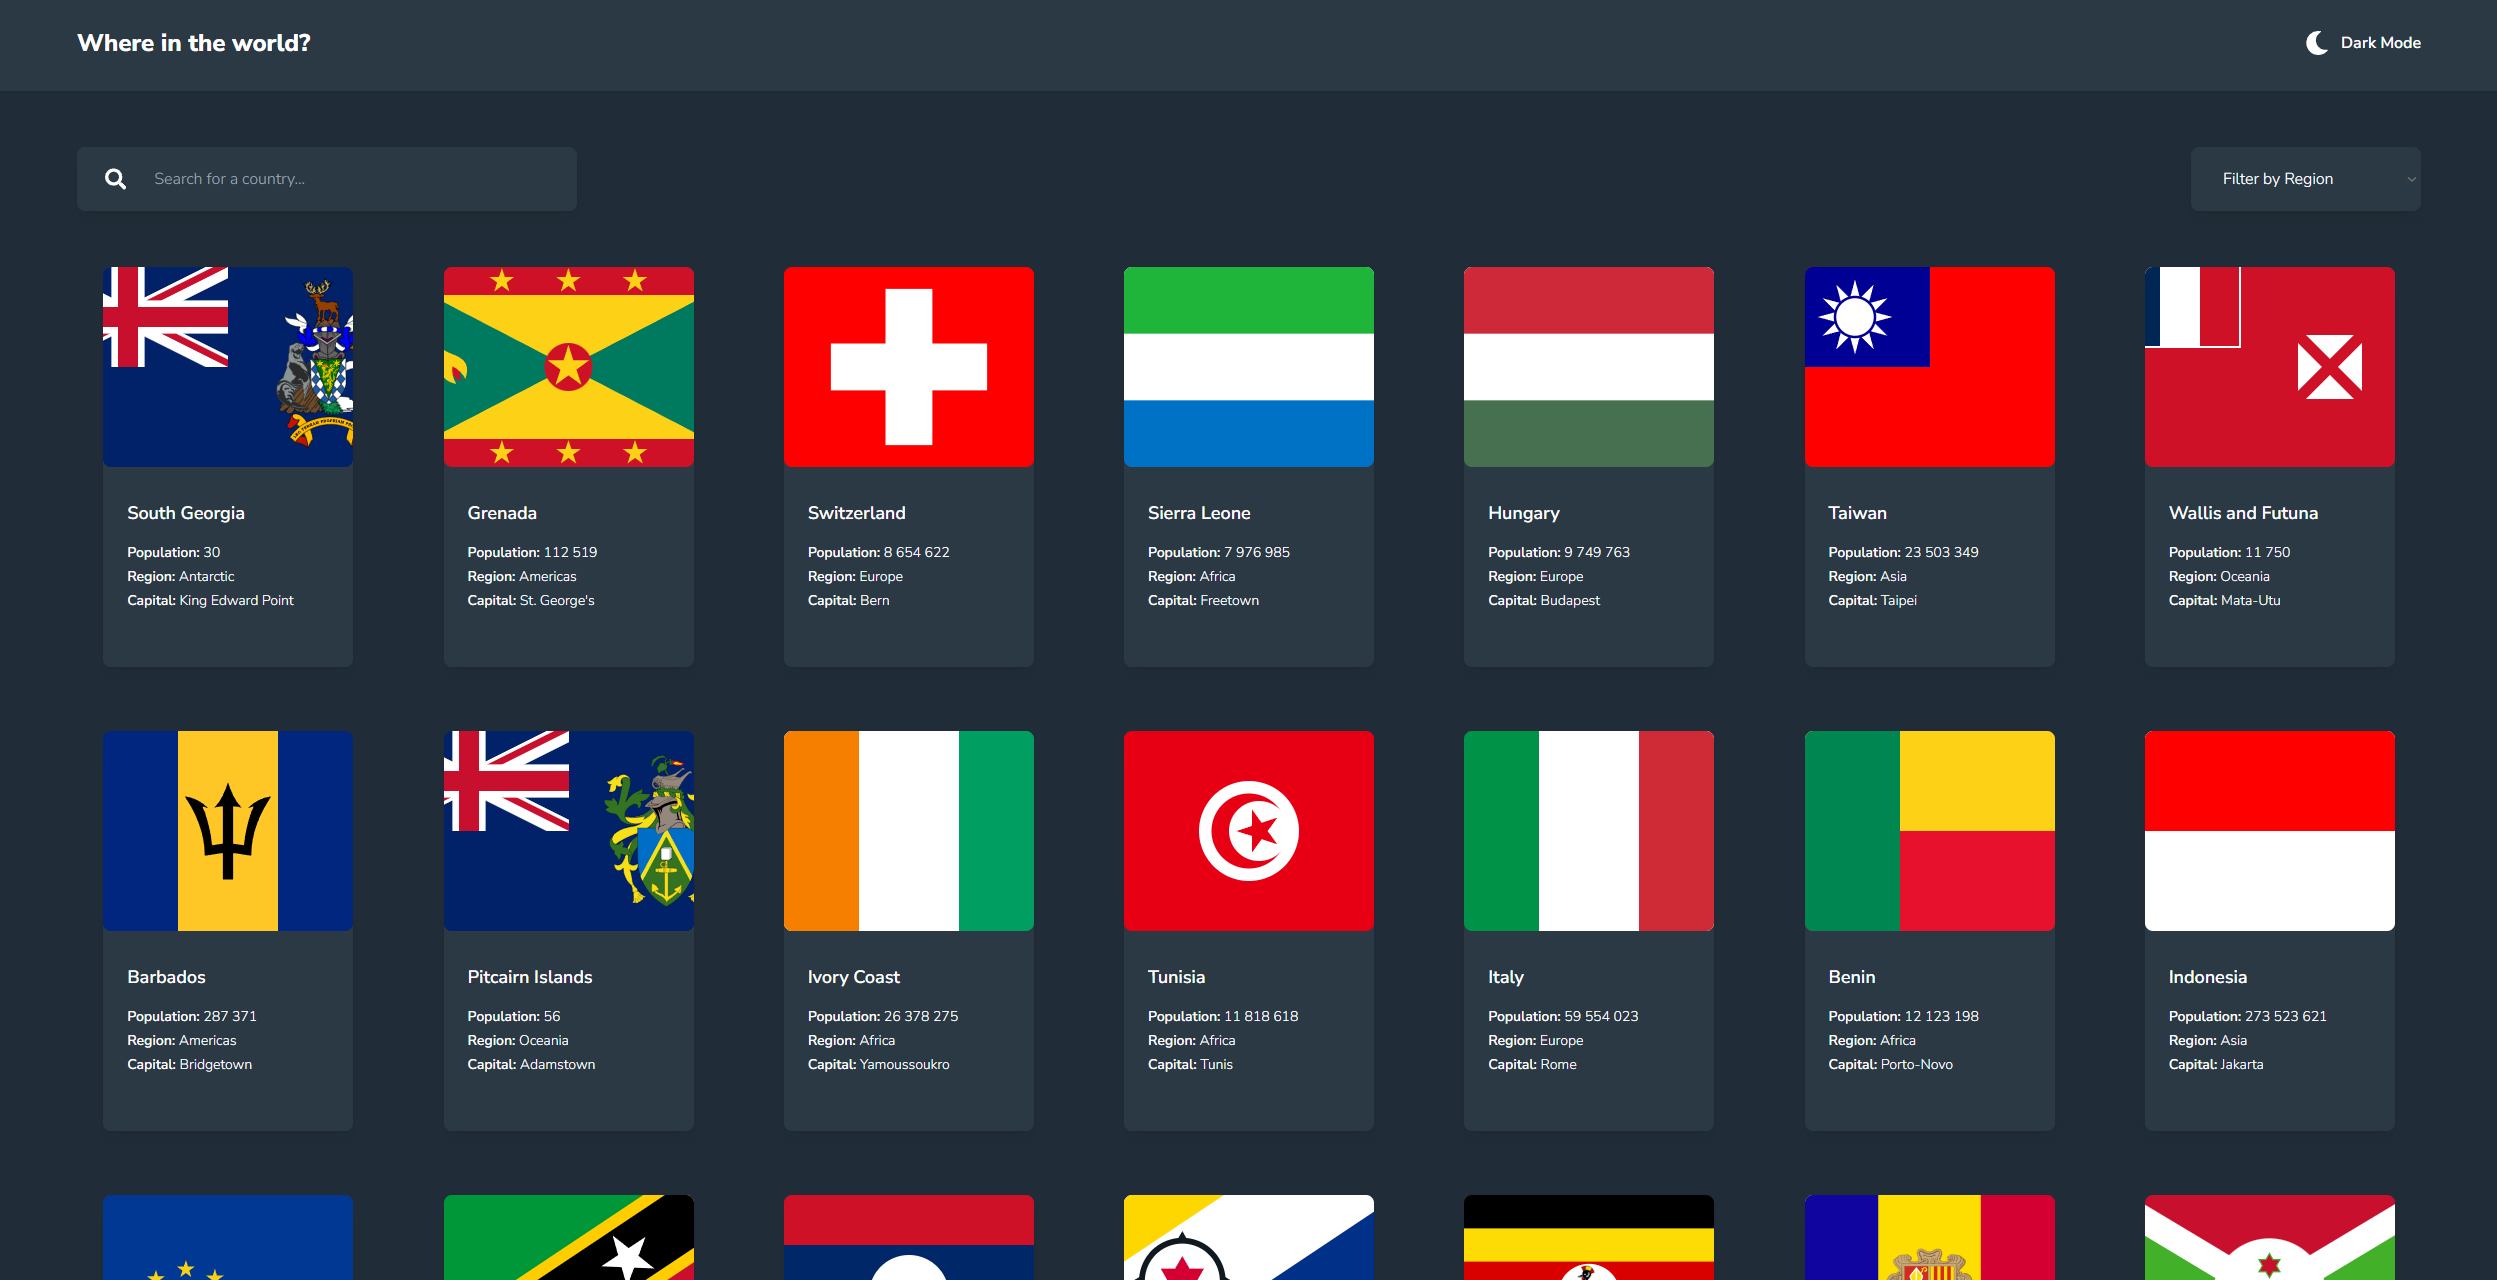 Where in the world?
Dark Mode
Search for a country...
Filter by Region
South Georgia
Population: 30
Region: Antarctic
Capital: King Edward Point
Grenada
Population: 112 519
Region: Americas
Capital: St. George's
Switzerland
Population: 8 654 622
Region: Europe
Capital: Bern
Sierra Leone
Population: 7 976 985
Region: Africa
Capital: Freetown
Hungary
Population: 9 749 763
Region: Europe
Capital: Budapest
Taiwan
Population: 23 503 349
Region: Asia
Capital: Taipei
Wallis and Futuna
Population: 11 750
Region: Oceania
Capital: Mata-Utu
Barbados
Population: 287 371
Region: Americas
Capital: Bridgetown
Pitcairn Islands
Population: 56
Region: Oceania
Capital: Adamstown
Ivory Coast
Population: 26 378 275
Region: Africa
Capital: Yamoussoukro
Tunisia
Population: 11 818 618
Region: Africa
Capital: Tunis
Italy
Population: 59 554 023
Region: Europe
Capital: Rome
Benin
Population: 12 123 198
Region: Africa
Capital: Porto-Novo
Indonesia
Population: 273 523 621
Region: Asia
Capital: Jakarta